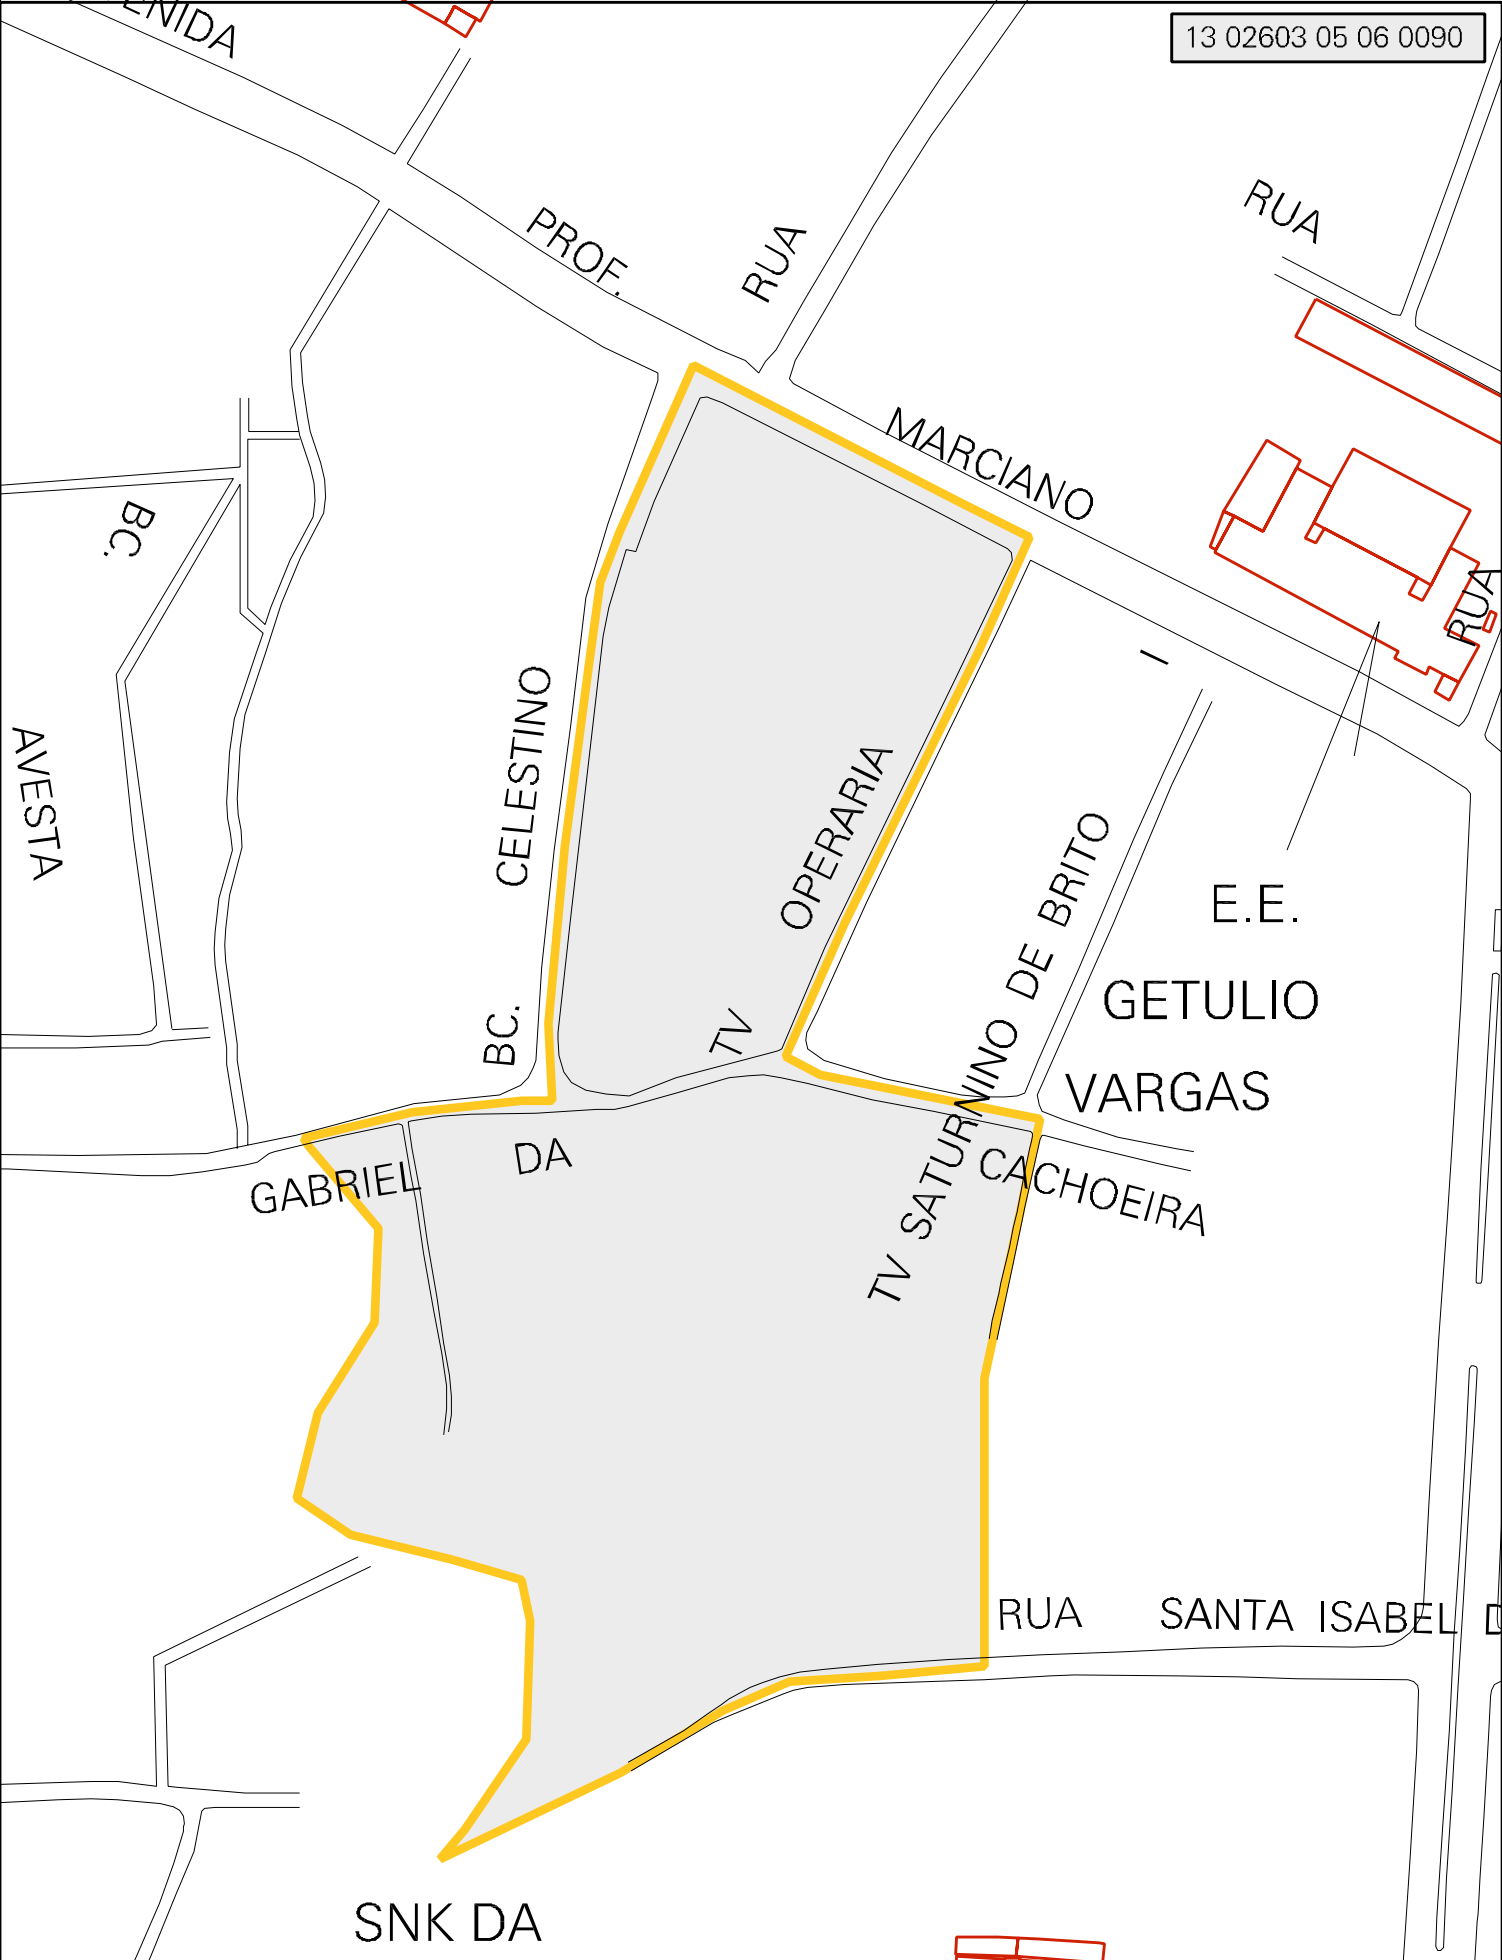 13 02603 05 06 0090
PROF.
RUA
RUA
MARCIANO
BC.
RUA
I
CELESTINO
AVESTA
OPERARIA
TV SATURNINO DE BRITO
E.E.
GETULIO
VARGAS
BC.
TV
DA
GABRIEL
CACHOEIRA
RUA SANTA ISABEL
SNK DA